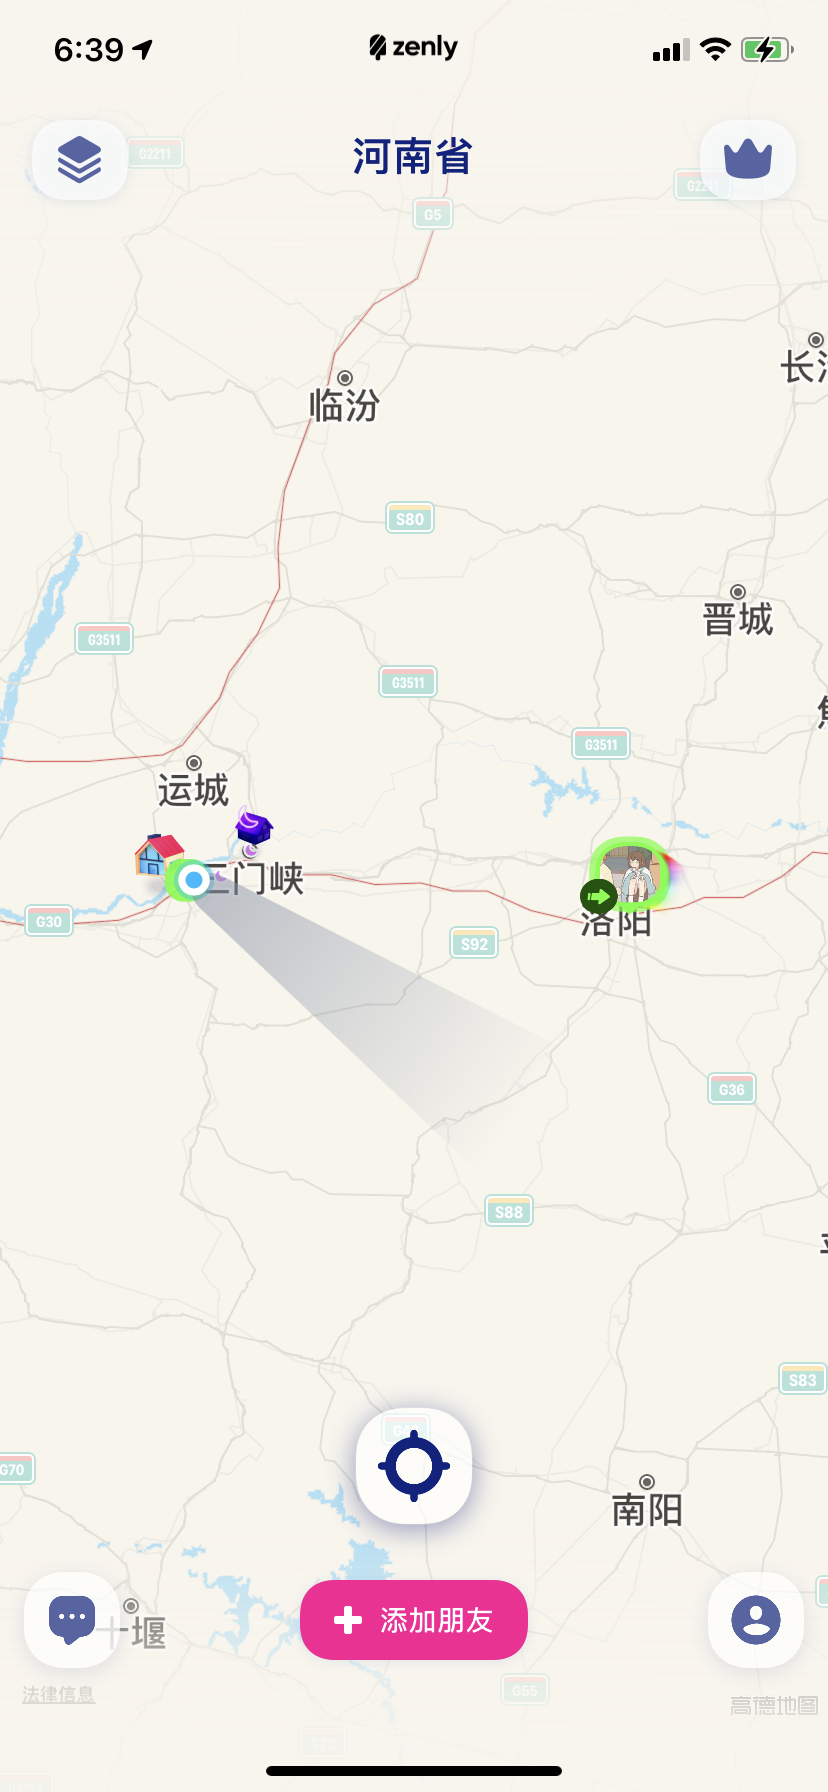 6:39
zenly
G2211
河南省
G5
临汾
S80
晋城
G3511
G3511
G3511
运城
三门峡
G30
S92
洛阳
G36
S88
S83
G70
南阳
添加朋友
十堰
法律信息
G55
高德地图